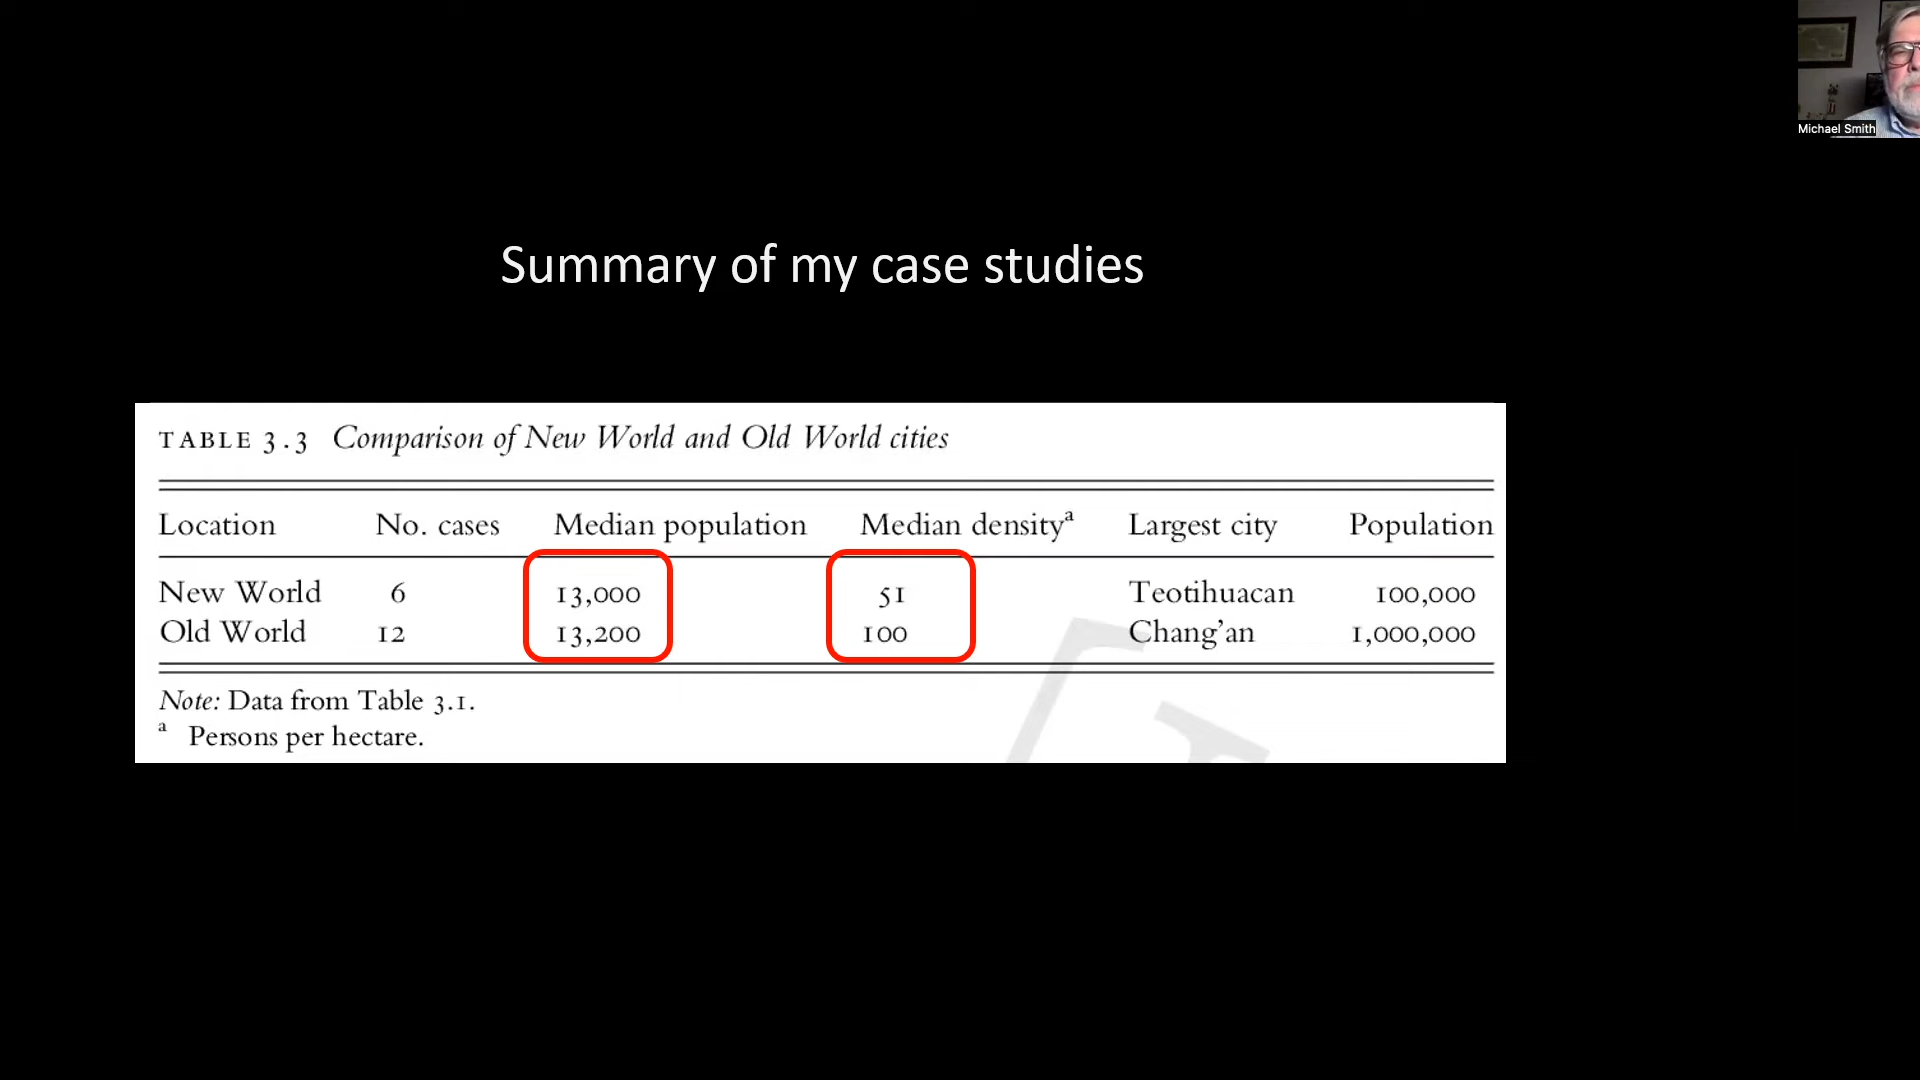 Michael Smith
Summary of my case studies
TABLE 3.3 Comparison of New World and Old World cities
Location No. cases Median population Median densityᵃ Largest city Population
New World 6 13,000 51 Teotihuacan 100,000
Old World 12 13,200 100 Chang’an 1,000,000
Note: Data from Table 3.1.
ᵃ Persons per hectare.